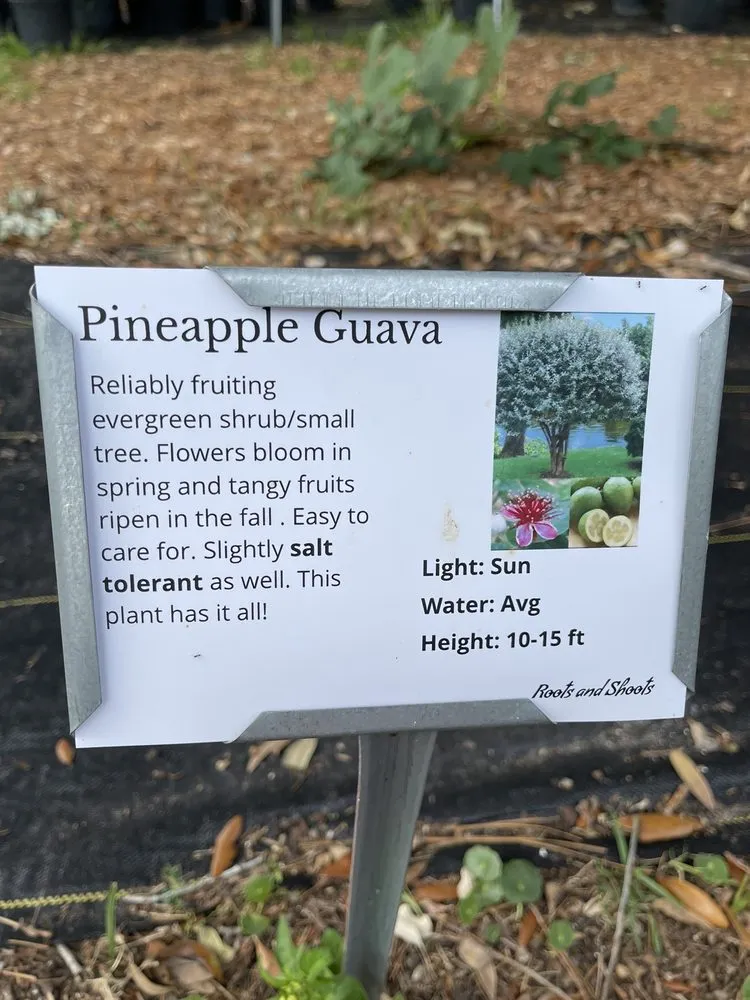 Pineapple Guava
Reliably fruiting
evergreen shrub/small
tree. Flowers bloom in
spring and tangy fruits
ripen in the fall . Easy to
care for. Slightly salt
tolerant as well. This
plant has it all!
Light: Sun
Water: Avg
Height: 10-15 ft
Roots and Shoots